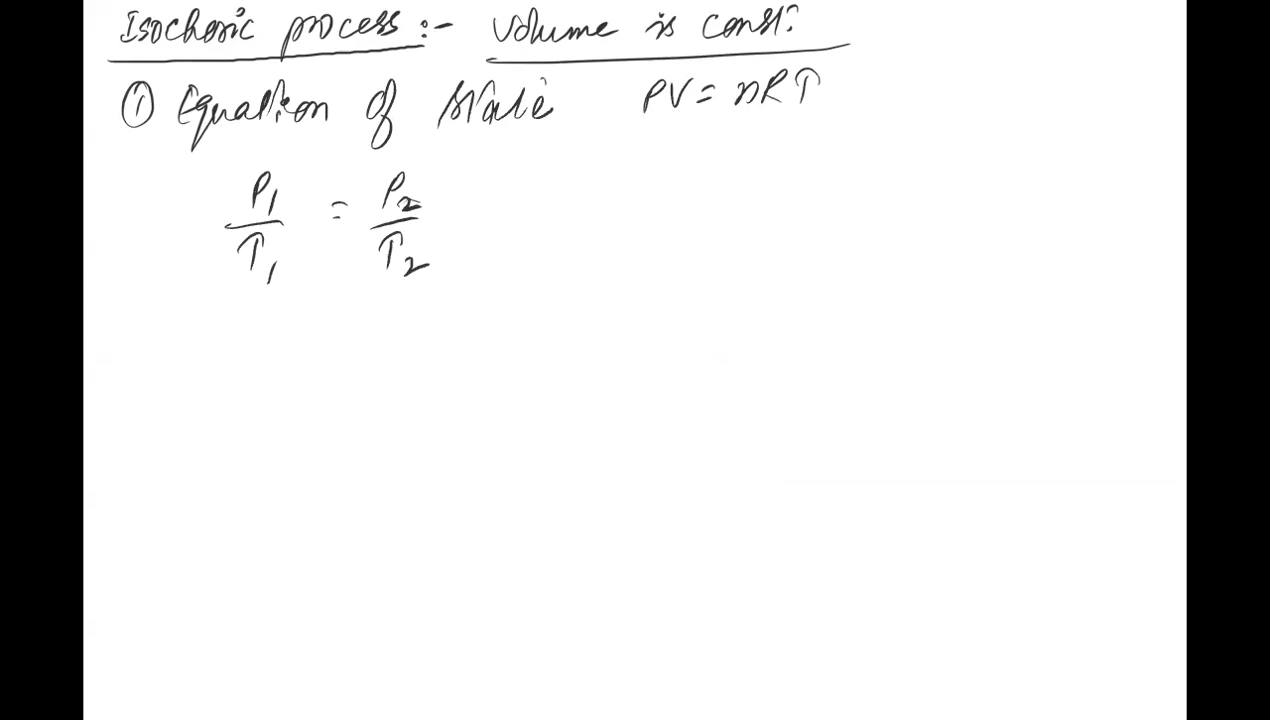 Isochoric process :- Volume is const.
① Equation of state PV = nRT
P₁/T₁ = P₂/T₂